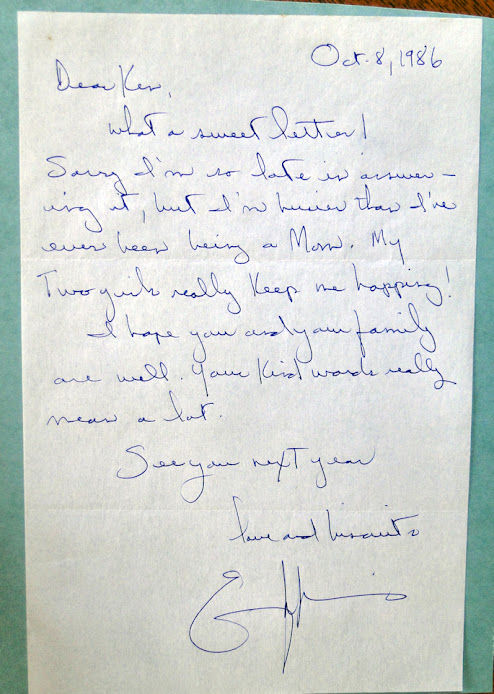 Oct. 8, 1986
Dear Ken,
What a sweet letter!
Sorry I'm so late in answer-
ing it, but I'm busier than I've
ever been being a Mom. My
Two girls really keep me hopping!
I hope you and your family
are well. Your kind words really
mean a lot.
See you next year
love and biscuits